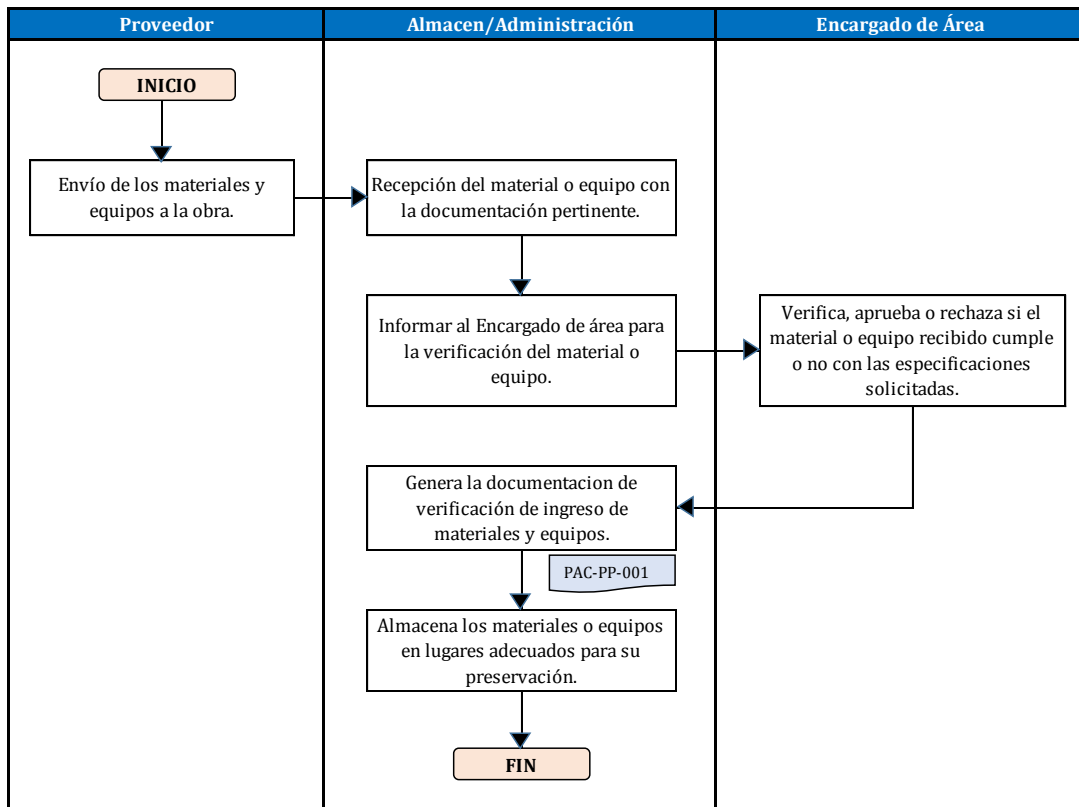 Proveedor
Almacen/Administración
Encargado de Área
INICIO
Envío de los materiales y
equipos a la obra.
Recepción del material o equipo con
la documentación pertinente.
Informar al Encargado de área para
la verificación del material o
equipo.
Verifica, aprueba o rechaza si el
material o equipo recibido cumple
o no con las especificaciones
solicitadas.
Genera la documentacion de
verificación de ingreso de
materiales y equipos.
PAC-PP-001
Almacena los materiales o equipos
en lugares adecuados para su
preservación.
FIN